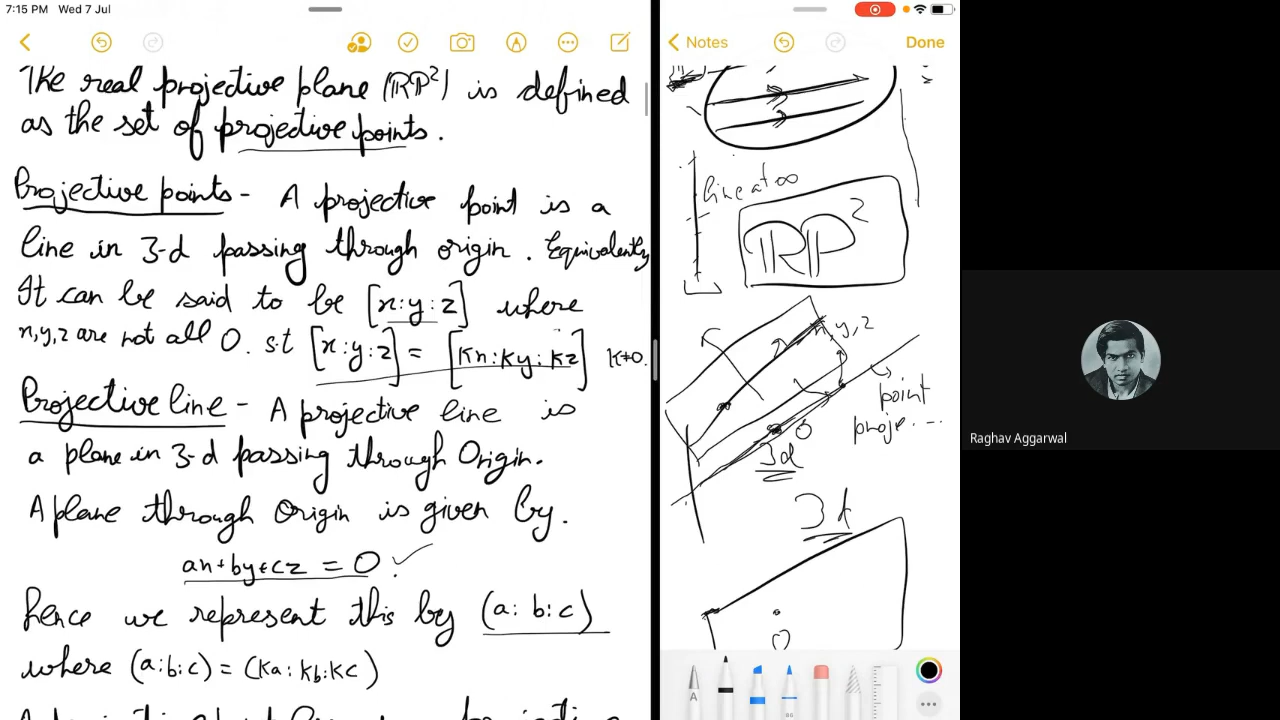 7:15 PM Wed 7 Jul
The real projective plane (ℝP²) is defined
as the set of projective points.
Projective points - A projective point is a
line in 3-d passing through origin. Equivalently
It can be said to be [x:y:z] where
x,y,z are not all 0. s.t [x:y:z] = [kx:ky:kz] k≠0.
Projective line - A projective line is
a plane in 3-d passing through Origin.
A plane through Origin is given by.
ax+by+cz = 0 ✓
hence we represent this by (a:b:c)
where (a:b:c) = (ka:kb:kc)
Notes
Done
line at ∞
ℝP²
x,y,z
point
proje...
O
3d
3d
O
Raghav Aggarwal